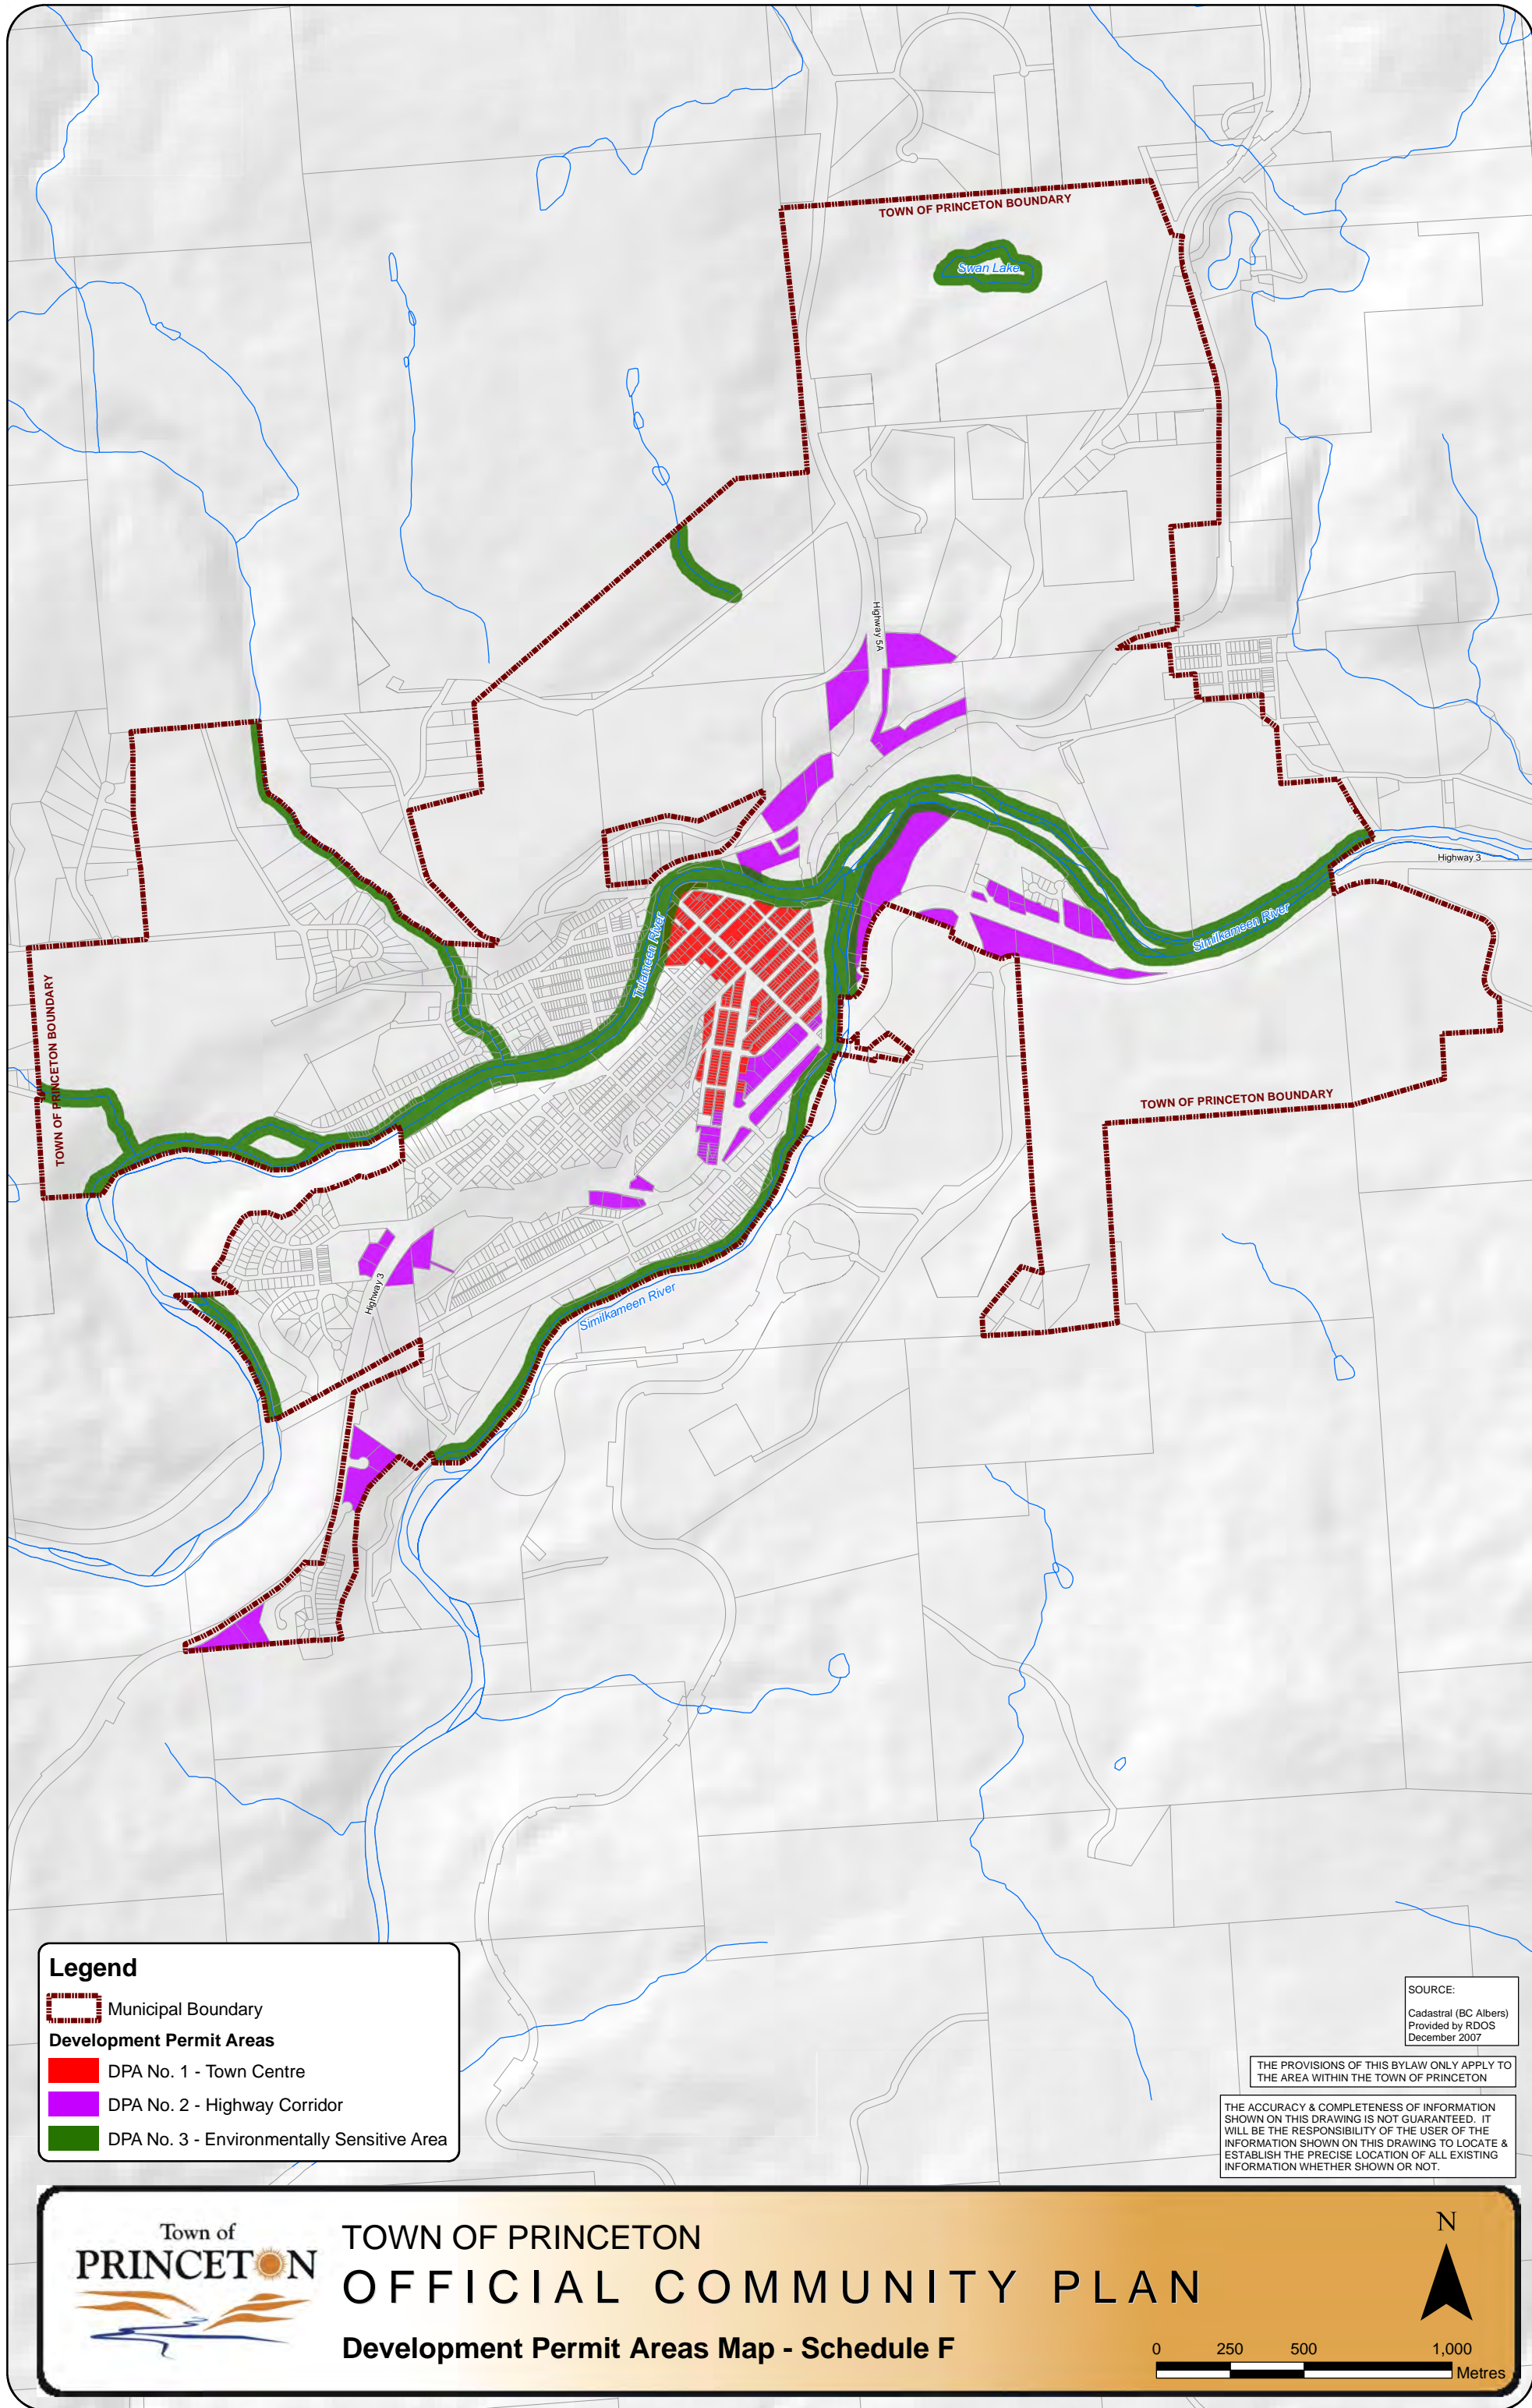 TOWN OF PRINCETON BOUNDARY
Swan Lake
Highway 5A
Highway 3
Tulameen River
Similkameen River
TOWN OF PRINCETON BOUNDARY
TOWN OF PRINCETON BOUNDARY
Highway 3
Similkameen River
Legend
Municipal Boundary
Development Permit Areas
DPA No. 1 - Town Centre
DPA No. 2 - Highway Corridor
DPA No. 3 - Environmentally Sensitive Area
SOURCE:
Cadastral (BC Albers)
Provided by RDOS
December 2007
THE PROVISIONS OF THIS BYLAW ONLY APPLY TO
THE AREA WITHIN THE TOWN OF PRINCETON
THE ACCURACY & COMPLETENESS OF INFORMATION
SHOWN ON THIS DRAWING IS NOT GUARANTEED. IT
WILL BE THE RESPONSIBILITY OF THE USER OF THE
INFORMATION SHOWN ON THIS DRAWING TO LOCATE &
ESTABLISH THE PRECISE LOCATION OF ALL EXISTING
INFORMATION WHETHER SHOWN OR NOT.
Town of
PRINCETON
TOWN OF PRINCETON
OFFICIAL COMMUNITY PLAN
Development Permit Areas Map - Schedule F
N
0 250 500 1,000
Metres